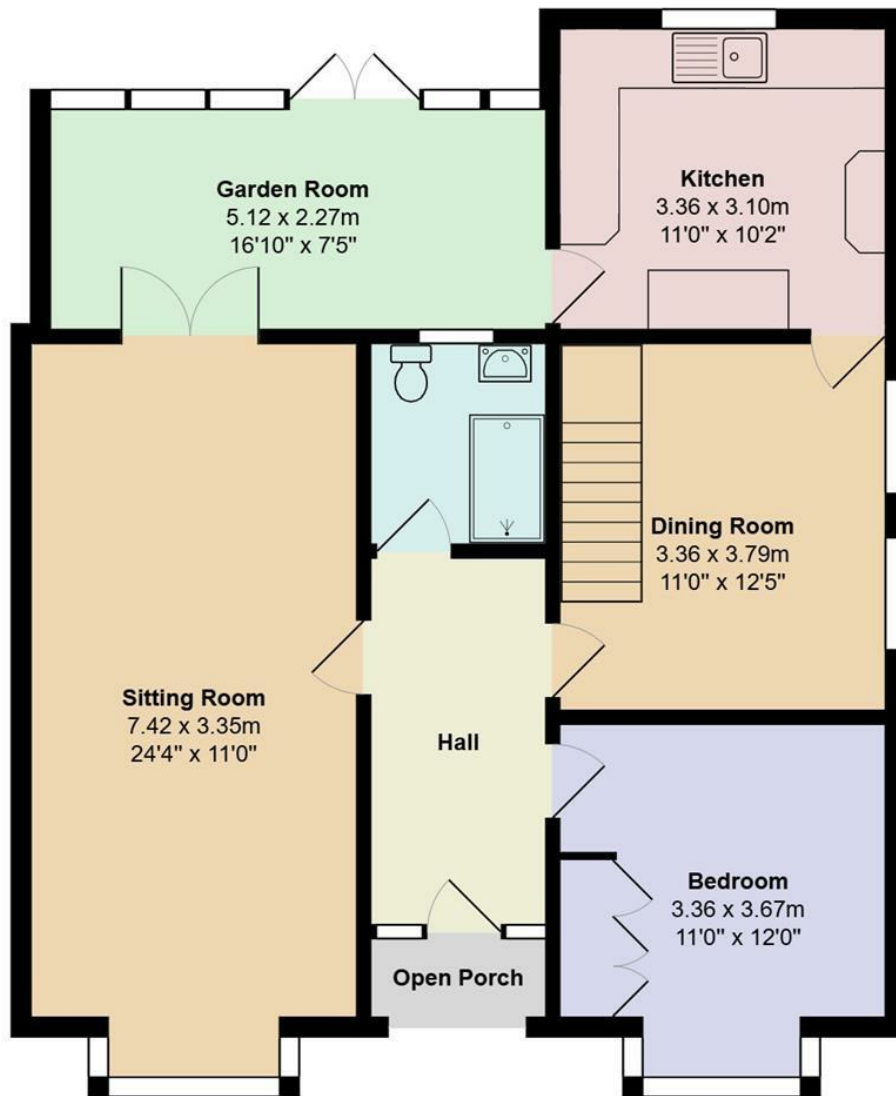 Garden Room
5.12 x 2.27m
16'10" x 7'5"
Kitchen
3.36 x 3.10m
11'0" x 10'2"
Dining Room
3.36 x 3.79m
11'0" x 12'5"
Sitting Room
7.42 x 3.35m
24'4" x 11'0"
Hall
Bedroom
3.36 x 3.67m
11'0" x 12'0"
Open Porch